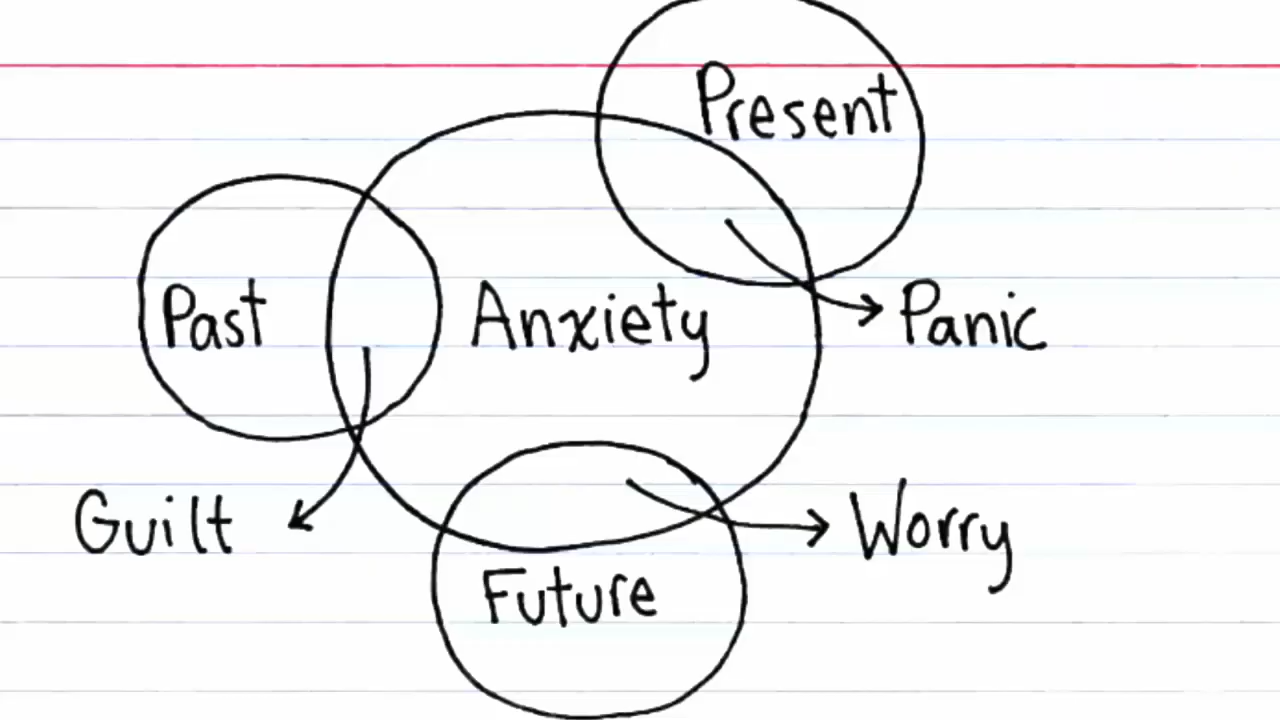 Present
Past
Anxiety
Panic
Guilt
Worry
Future